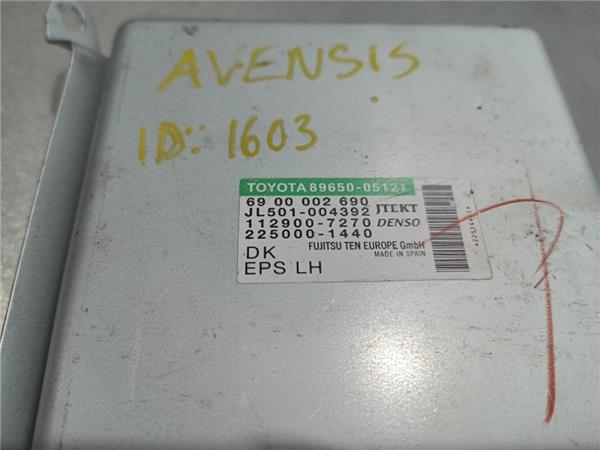 AVENSIS
ID: 1603
TOYOTA 89650-05121
69 00 002 690
JL501-004392 JTEKT
112900-7270 DENSO
225000-1440
DK FUJITSU TEN EUROPE GmbH
MADE IN SPAIN
EPS LH